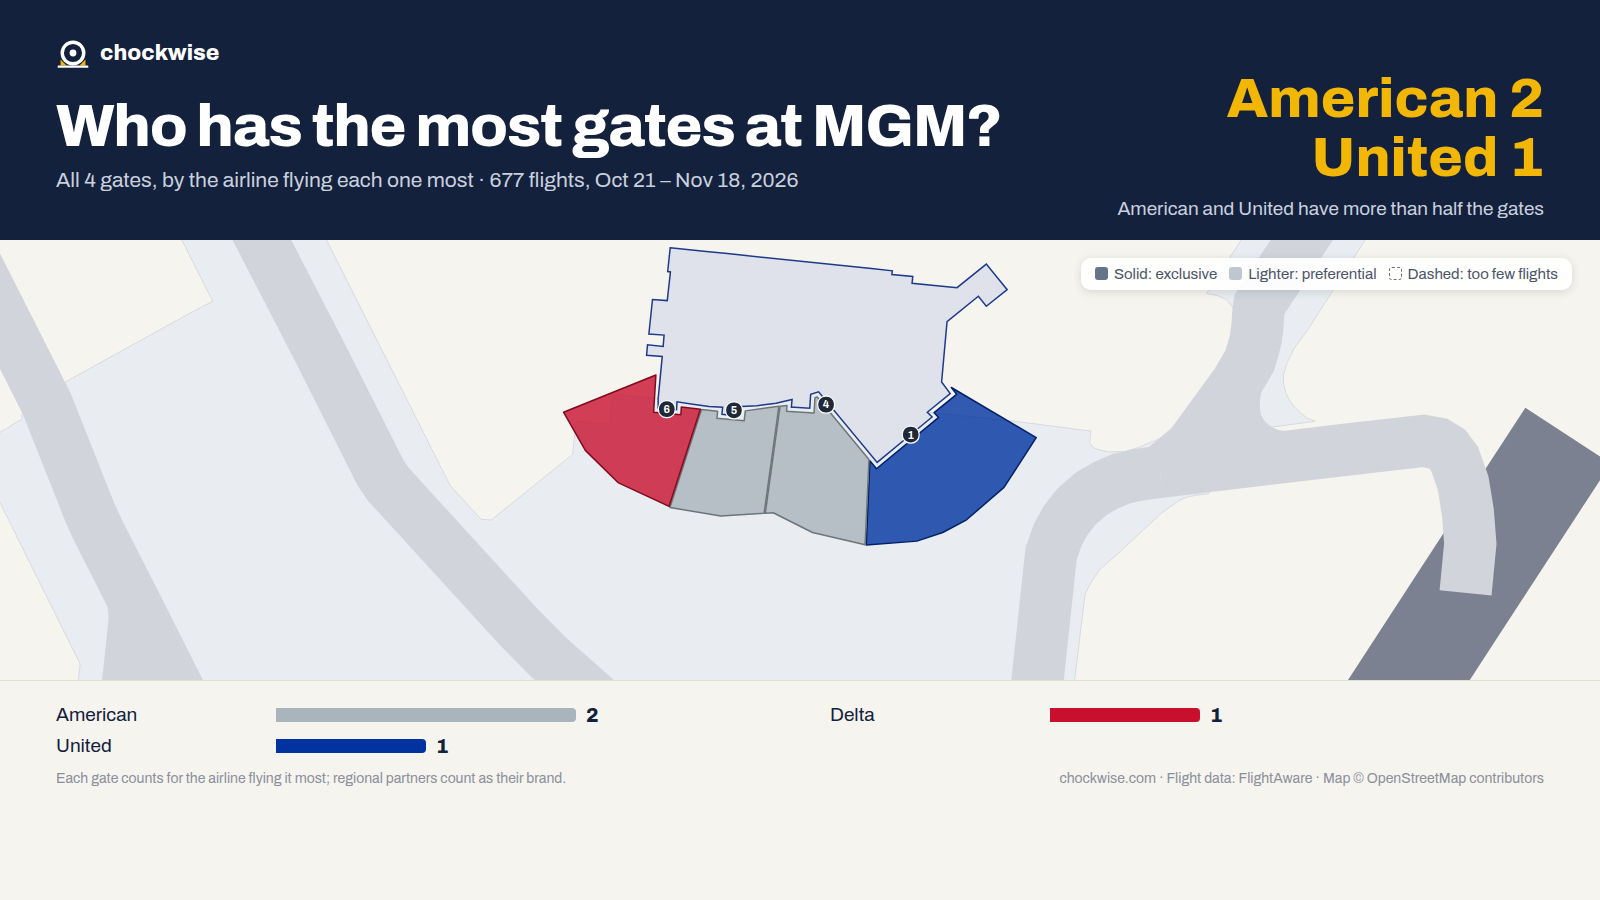 chockwise
Who has the most gates at MGM?
All 4 gates, by the airline flying each one most · 677 flights, Oct 21 – Nov 18, 2026
American 2
United 1
American and United have more than half the gates
Solid: exclusive
Lighter: preferential
Dashed: too few flights
6
5
4
1
American 2
Delta 1
United 1
Each gate counts for the airline flying it most; regional partners count as their brand.
chockwise.com · Flight data: FlightAware · Map © OpenStreetMap contributors